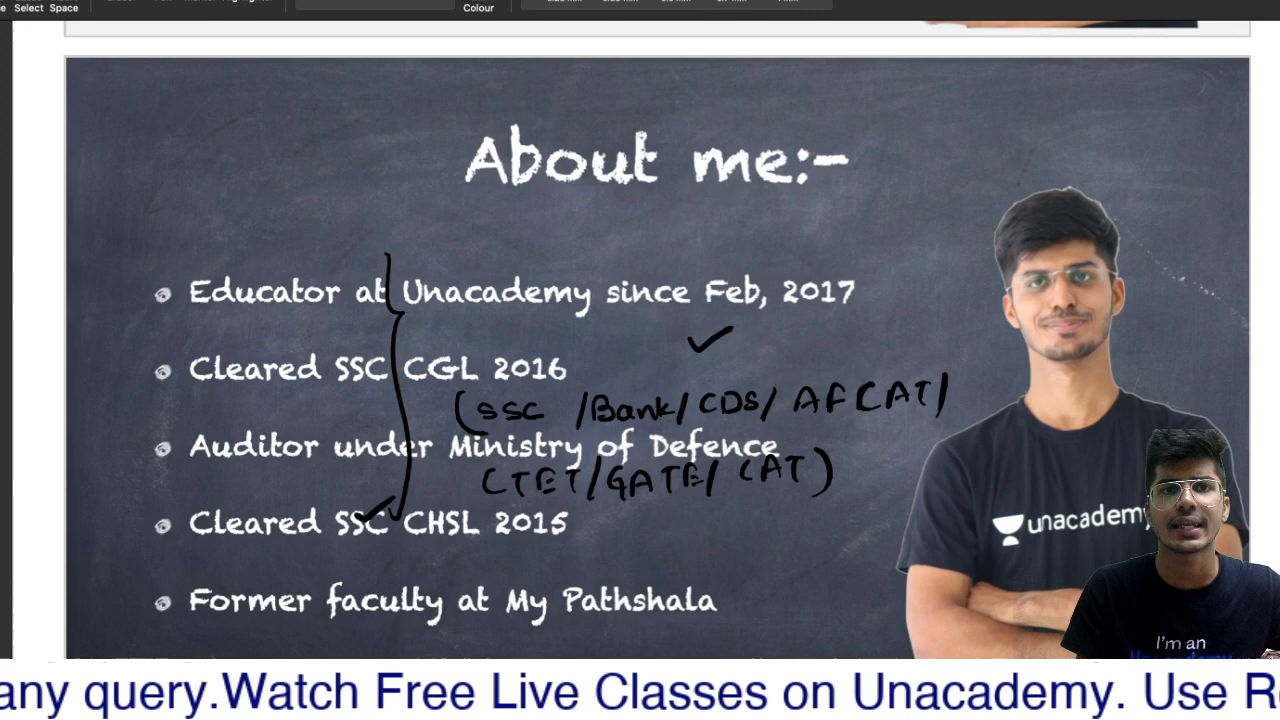 Select Space
Colour
About me:-
Educator at Unacademy since Feb, 2017
Cleared SSC CGL 2016
(SSC /Bank/ CDS/ AFCAT/
Auditor under Ministry of Defence
CTET/GATE/ CAT)
Cleared SSC CHSL 2015
Former faculty at My Pathshala
unacademy
I'm an
any query.Watch Free Live Classes on Unacademy. Use R